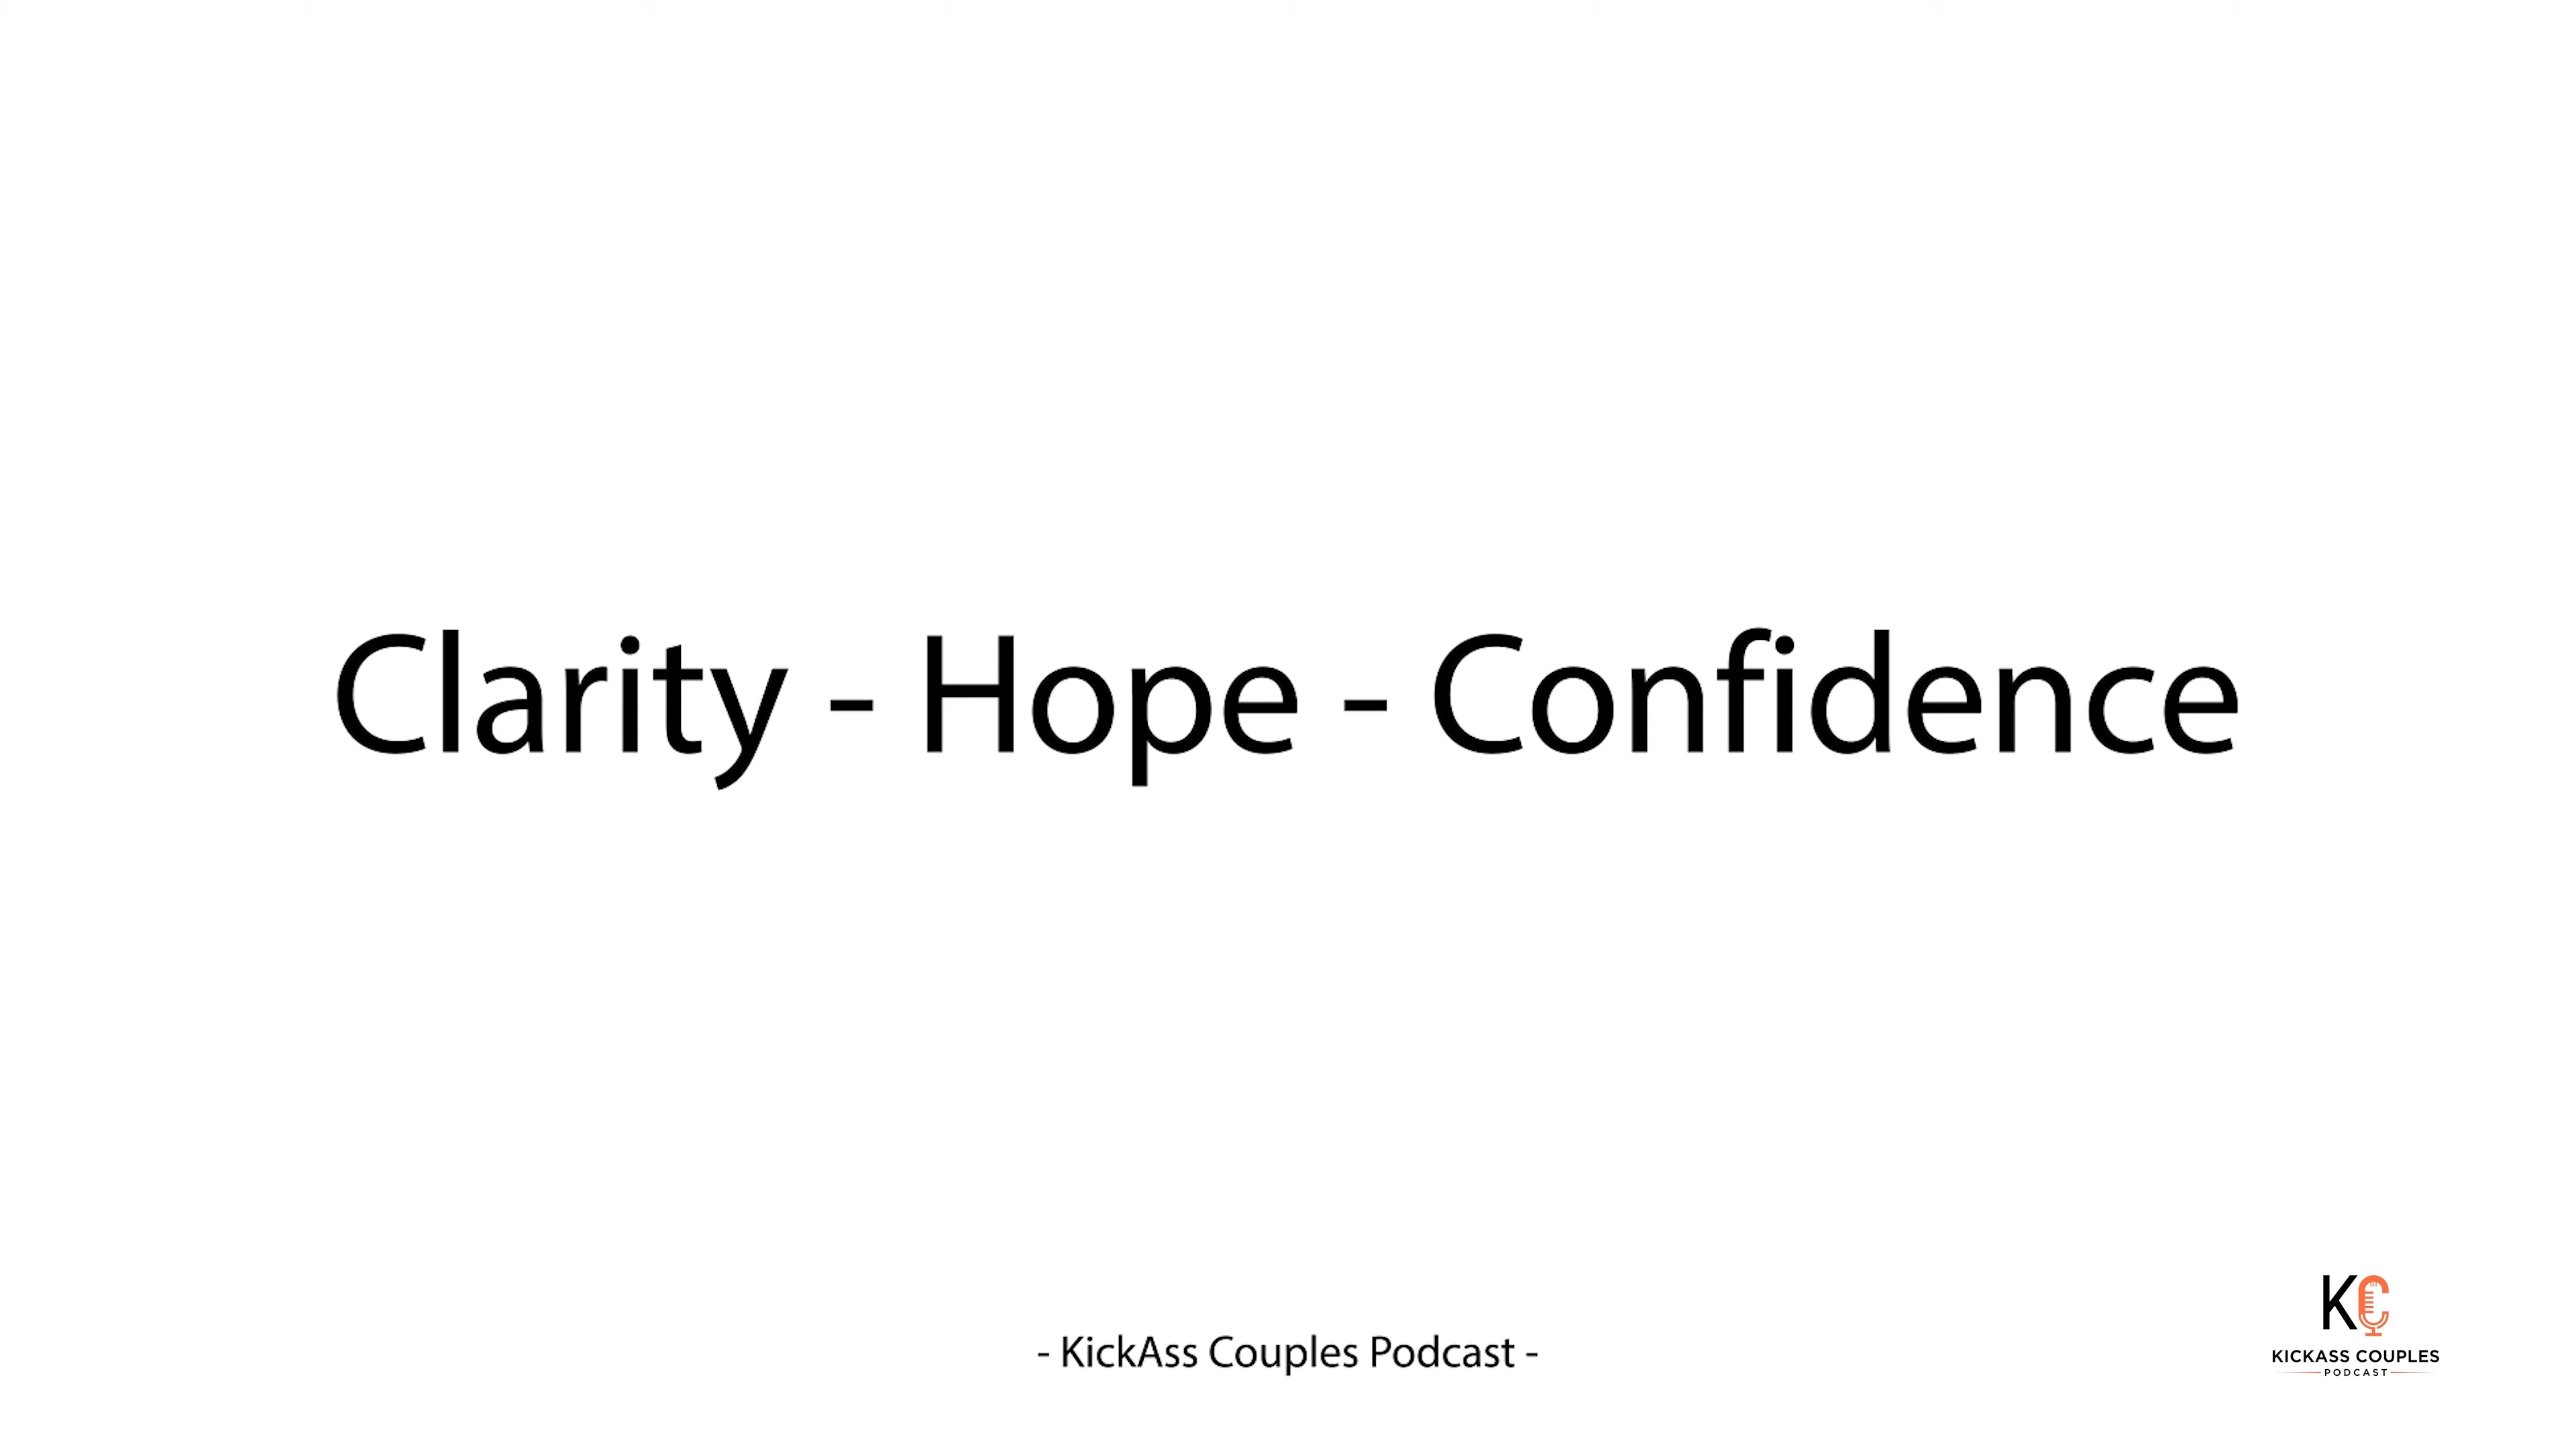 Clarity - Hope - Confidence
- KickAss Couples Podcast -
KC
KICKASS COUPLES
PODCAST